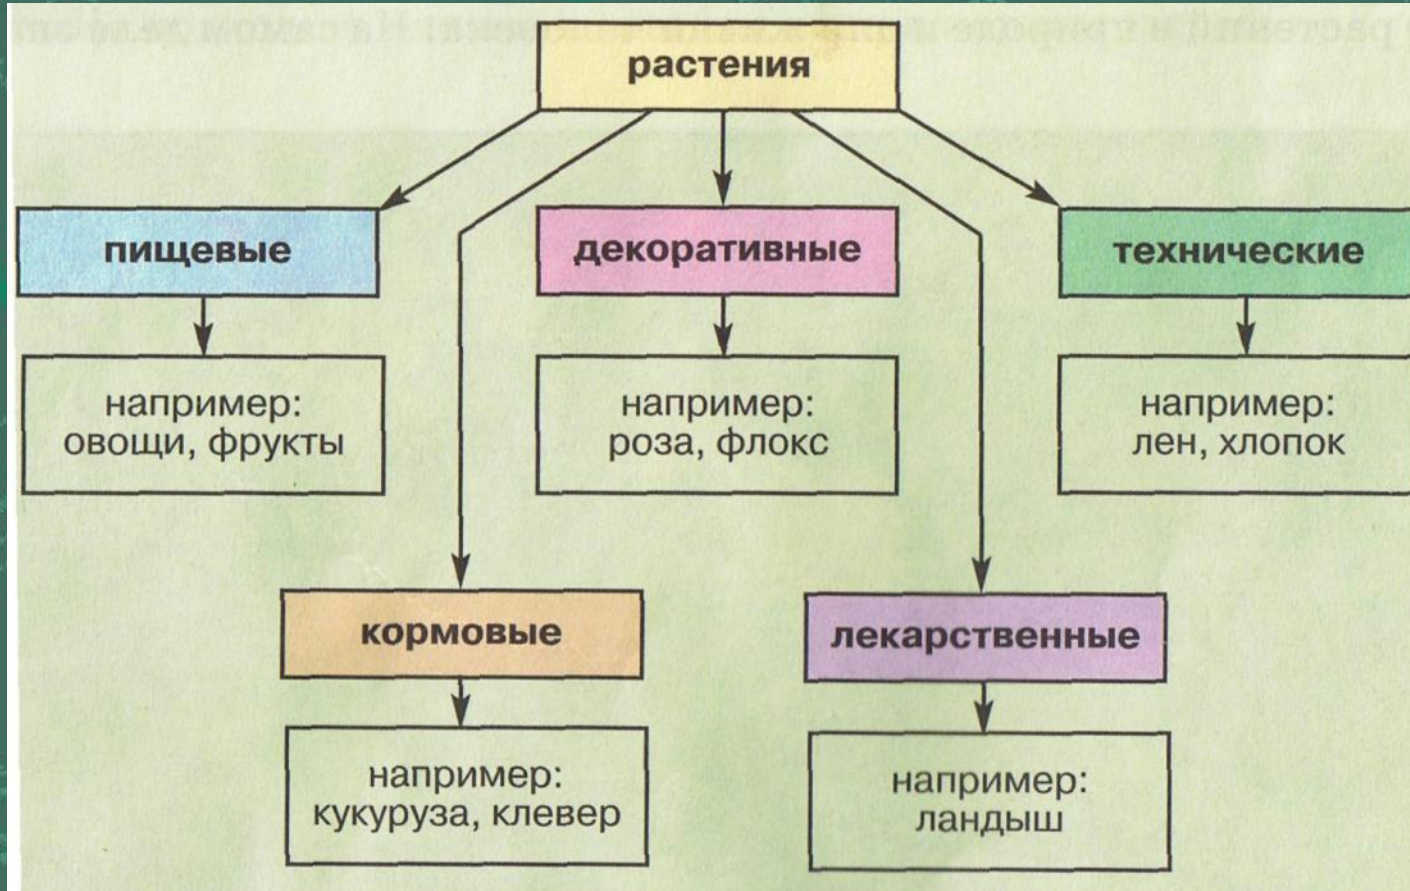 растения
пищевые
декоративные
технические
например:
овощи, фрукты
например:
роза, флокс
например:
лен, хлопок
кормовые
лекарственные
например:
кукуруза, клевер
например:
ландыш